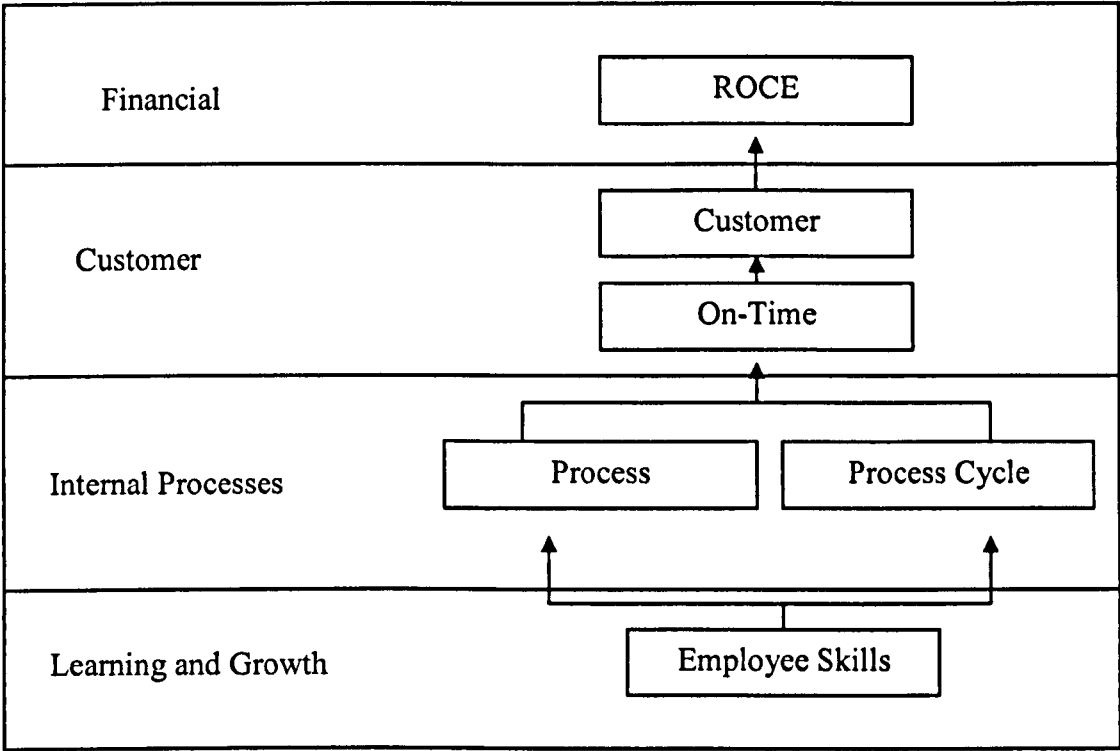 Financial
ROCE
Customer
Customer
On-Time
Internal Processes
Process
Process Cycle
Learning and Growth
Employee Skills